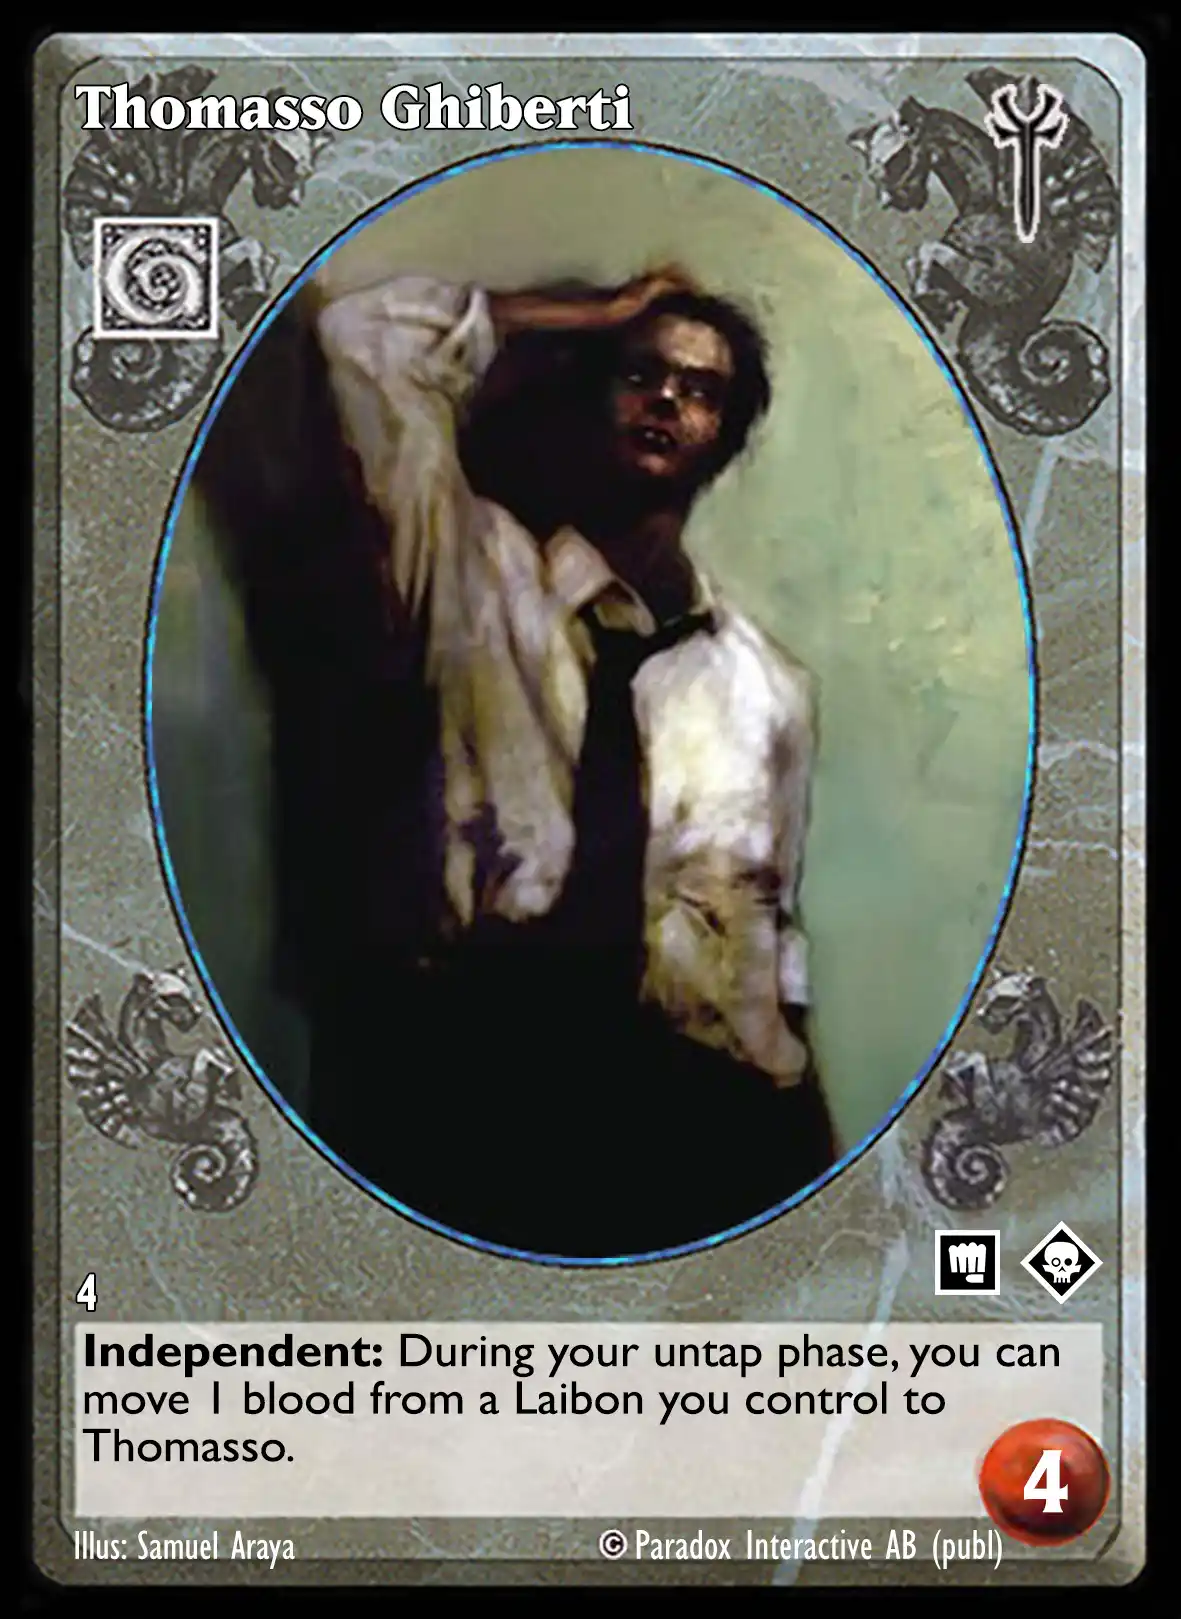 Thomasso Ghiberti
4
Independent: During your untap phase, you can
move 1 blood from a Laibon you control to
Thomasso.
4
Illus: Samuel Araya
© Paradox Interactive AB (publ)